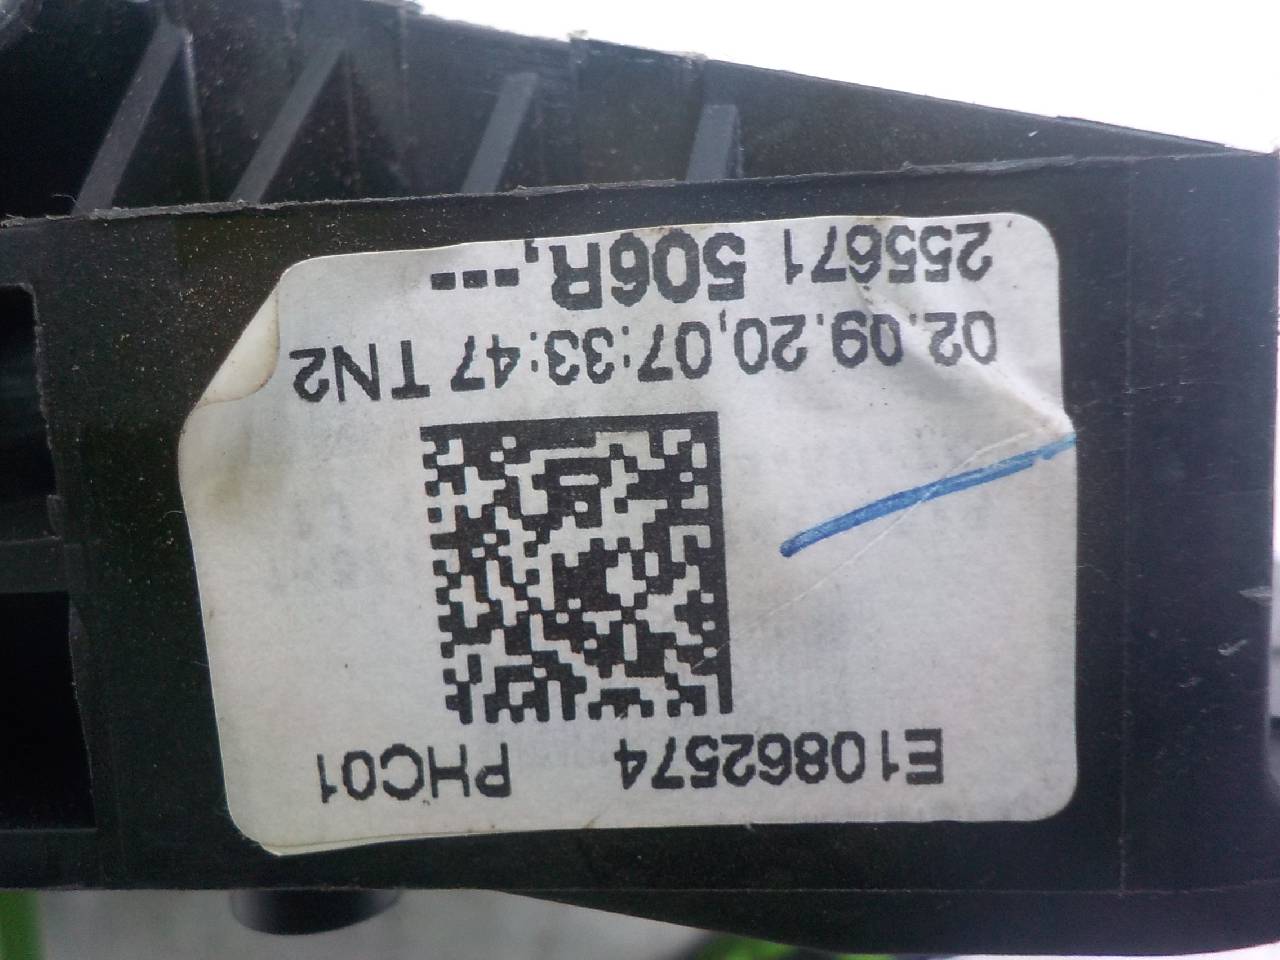 E10862574 PHC01
02.09.20,07:33:47 TN2
255671 506R,---